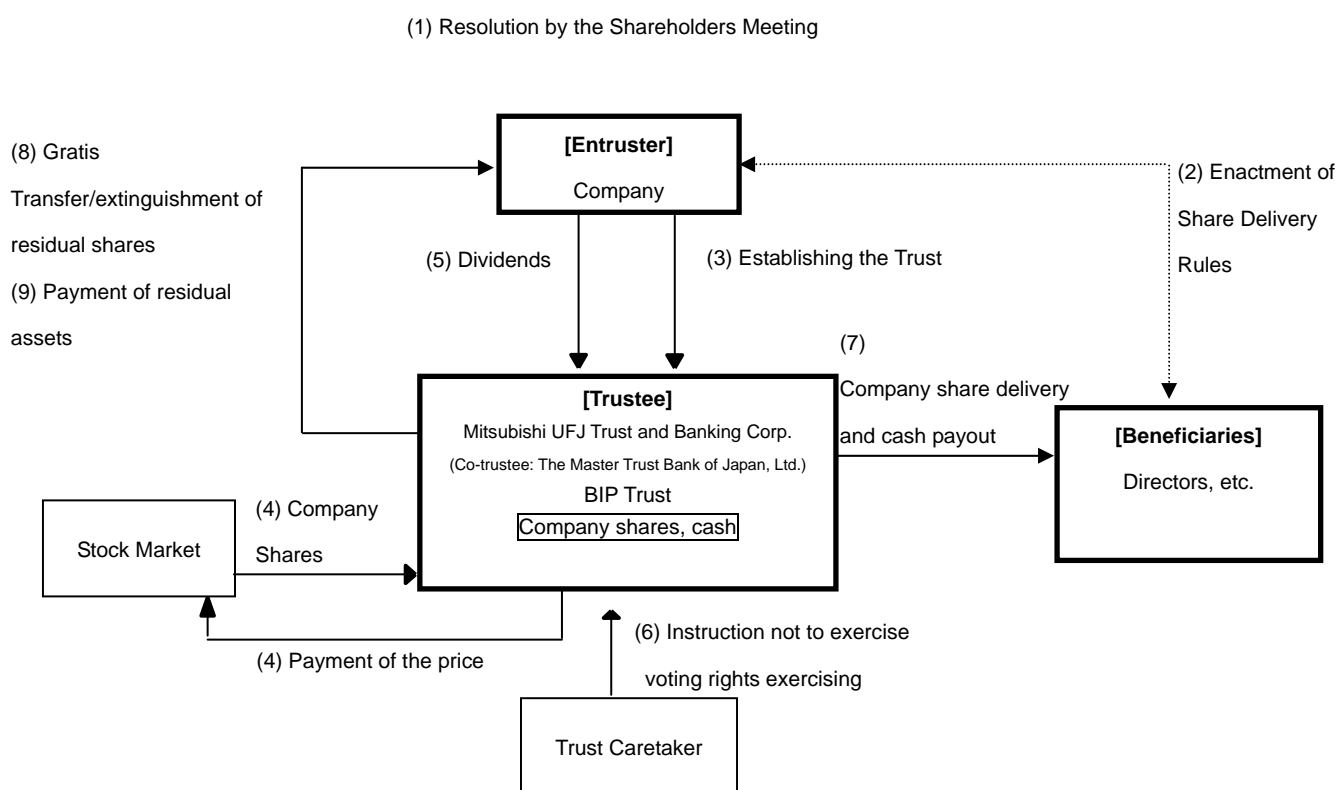 (1) Resolution by the Shareholders Meeting
[Entruster]
Company
(8) Gratis
Transfer/extinguishment of
residual shares
(9) Payment of residual
assets
(2) Enactment of
Share Delivery
Rules
(5) Dividends
(3) Establishing the Trust
(7)
Company share delivery
and cash payout
[Trustee]
Mitsubishi UFJ Trust and Banking Corp.
(Co-trustee: The Master Trust Bank of Japan, Ltd.)
BIP Trust
Company shares, cash
[Beneficiaries]
Directors, etc.
Stock Market
(4) Company
Shares
(4) Payment of the price
(6) Instruction not to exercise
voting rights exercising
Trust Caretaker